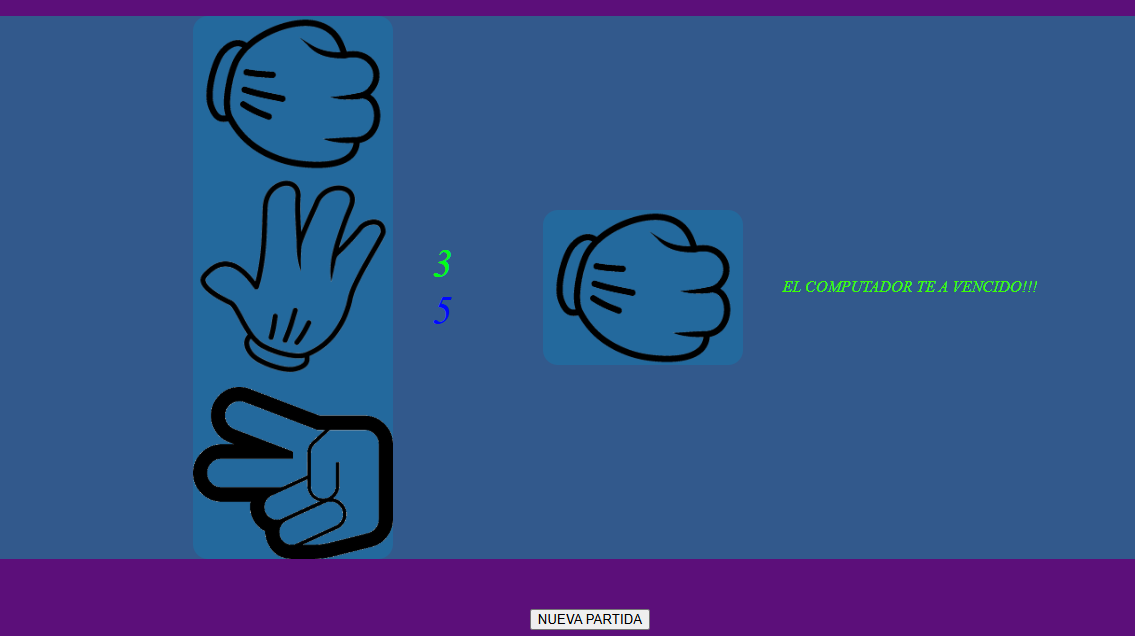 3
5
EL COMPUTADOR TE A VENCIDO!!!
NUEVA PARTIDA